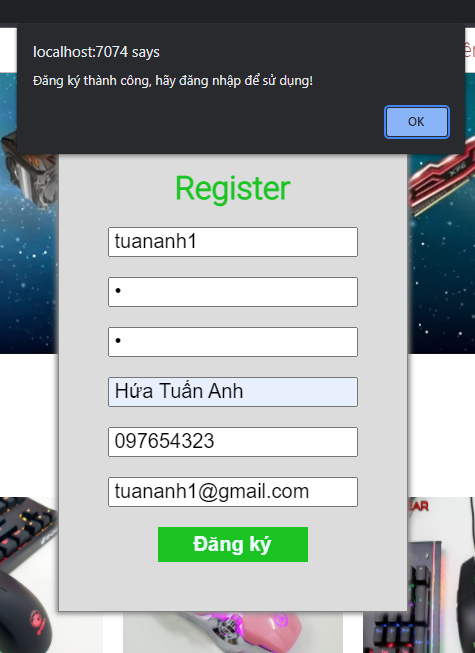 localhost:7074 says
Đăng ký thành công, hãy đăng nhập để sử dụng!
OK
Register
tuananh1
•
•
Hứa Tuấn Anh
097654323
tuananh1@gmail.com
Đăng ký